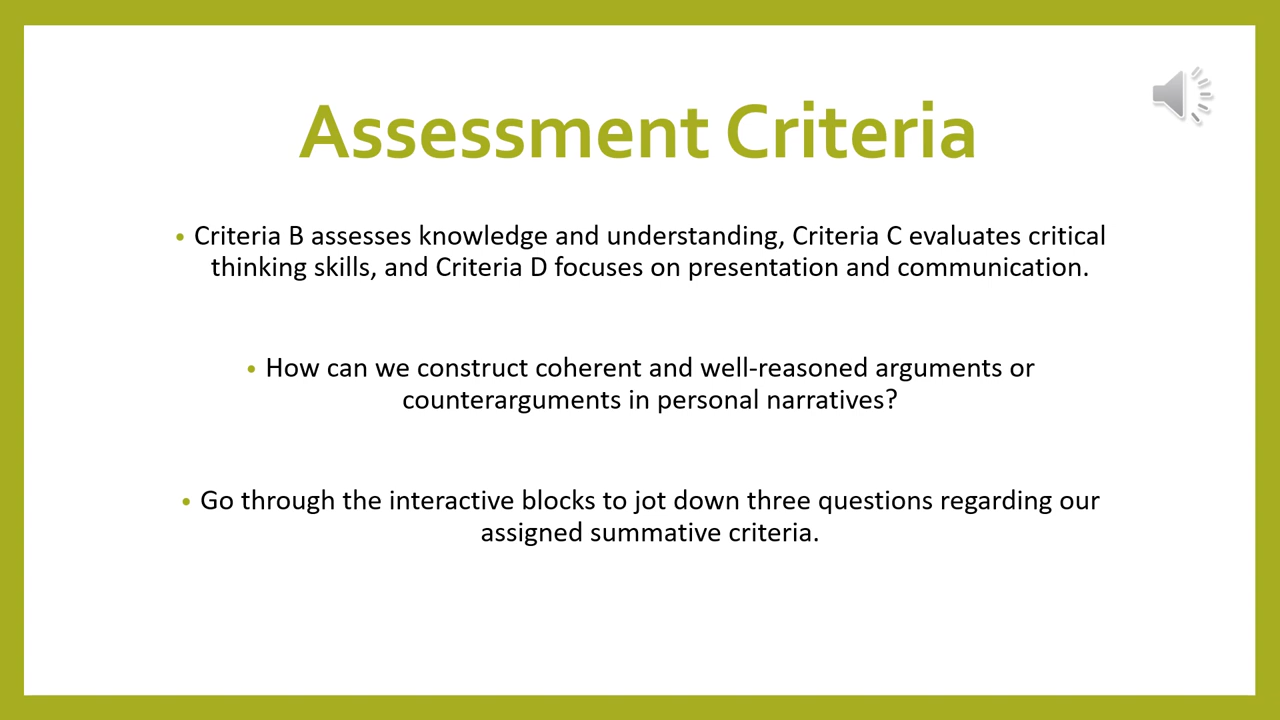 Assessment Criteria
• Criteria B assesses knowledge and understanding, Criteria C evaluates critical
thinking skills, and Criteria D focuses on presentation and communication.
• How can we construct coherent and well-reasoned arguments or
counterarguments in personal narratives?
• Go through the interactive blocks to jot down three questions regarding our
assigned summative criteria.